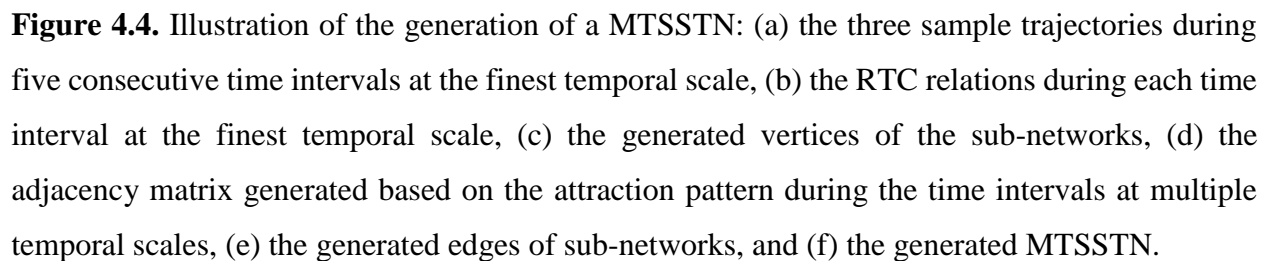 Figure 4.4. Illustration of the generation of a MTSSTN: (a) the three sample trajectories during
five consecutive time intervals at the finest temporal scale, (b) the RTC relations during each time
interval at the finest temporal scale, (c) the generated vertices of the sub-networks, (d) the
adjacency matrix generated based on the attraction pattern during the time intervals at multiple
temporal scales, (e) the generated edges of sub-networks, and (f) the generated MTSSTN.